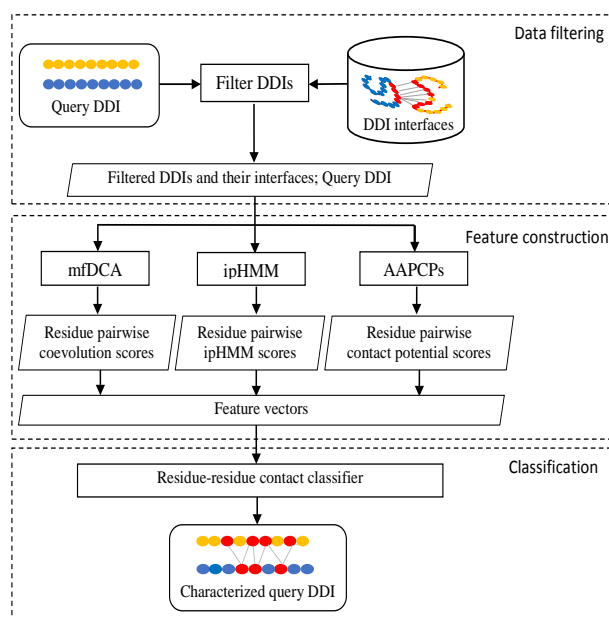 Data filtering
Query DDI
Filter DDIs
DDI interfaces
Filtered DDIs and their interfaces; Query DDI
Feature construction
mfDCA
ipHMM
AAPCPs
Residue pairwise
coevolution scores
Residue pairwise
ipHMM scores
Residue pairwise
contact potential scores
Feature vectors
Classification
Residue-residue contact classifier
Characterized query DDI